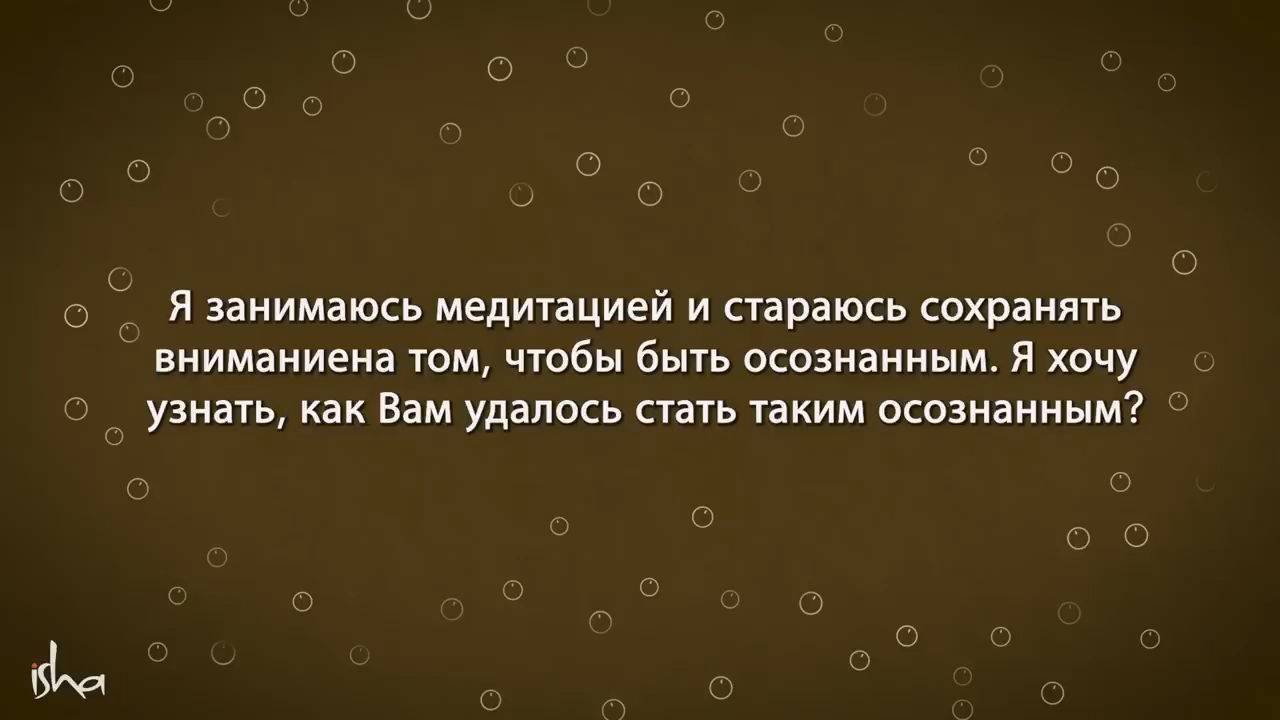 Я занимаюсь медитацией и стараюсь сохранять
вниманиена том, чтобы быть осознанным. Я хочу
узнать, как Вам удалось стать таким осознанным?
isha